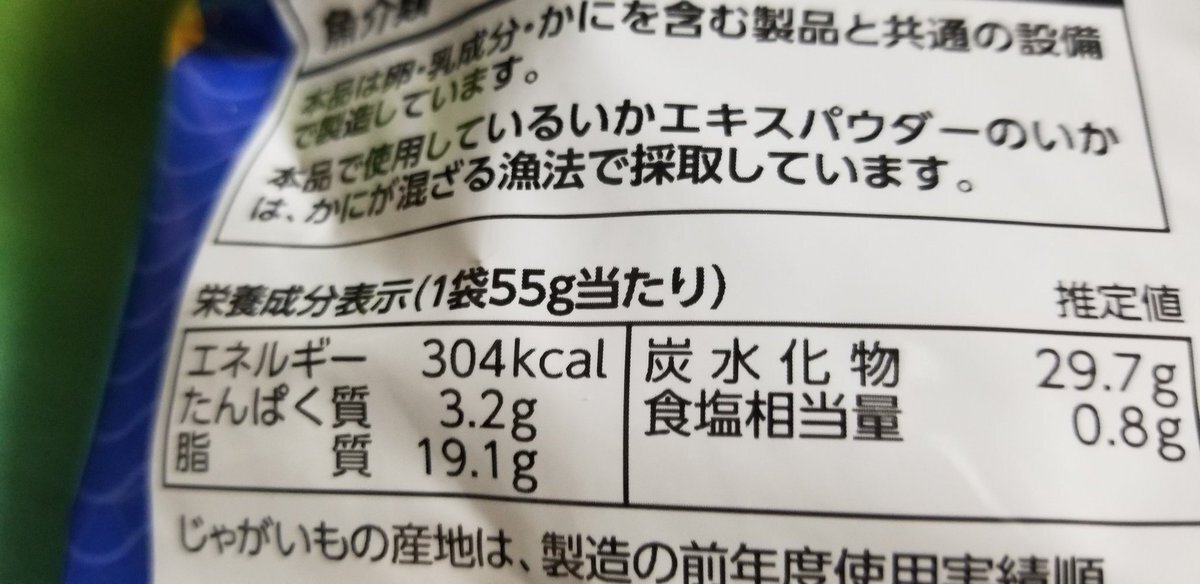 魚介類
本品は卵・乳成分・かにを含む製品と共通の設備
で製造しています。
本品で使用しているいかエキスパウダーのいか
は、かにが混ざる漁法で採取しています。
栄養成分表示(1袋55g当たり) 推定値
エネルギー 304kcal 炭水化物 29.7g
たんぱく質 3.2g 食塩相当量 0.8g
脂質 19.1g
じゃがいもの産地は、製造の前年度使用実績順